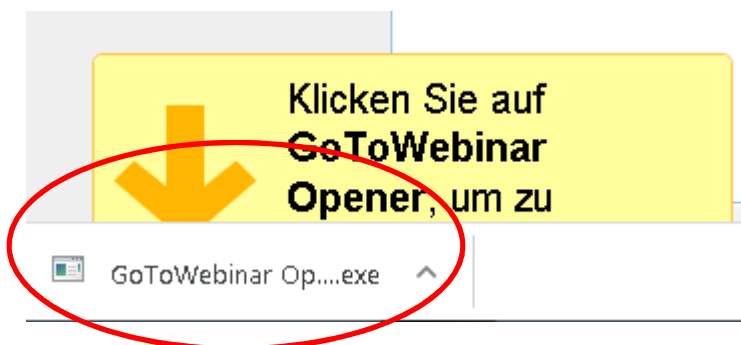 Klicken Sie auf
GoToWebinar
Opener, um zu
GoToWebinar Op....exe